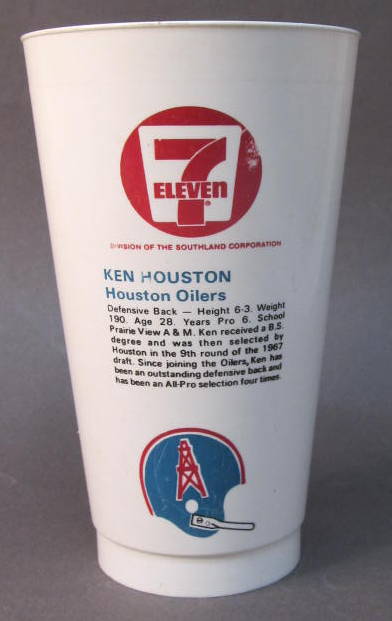 7
ELEVEN
®
DIVISION OF THE SOUTHLAND CORPORATION
KEN HOUSTON
Houston Oilers
Defensive Back — Height 6-3. Weight
190. Age 28. Years Pro 6. School
Prairie View A & M. Ken received a B.S.
degree and was then selected by
Houston in the 9th round of the 1967
draft. Since joining the Oilers, Ken has
been an outstanding defensive back and
has been an All-Pro selection four times.